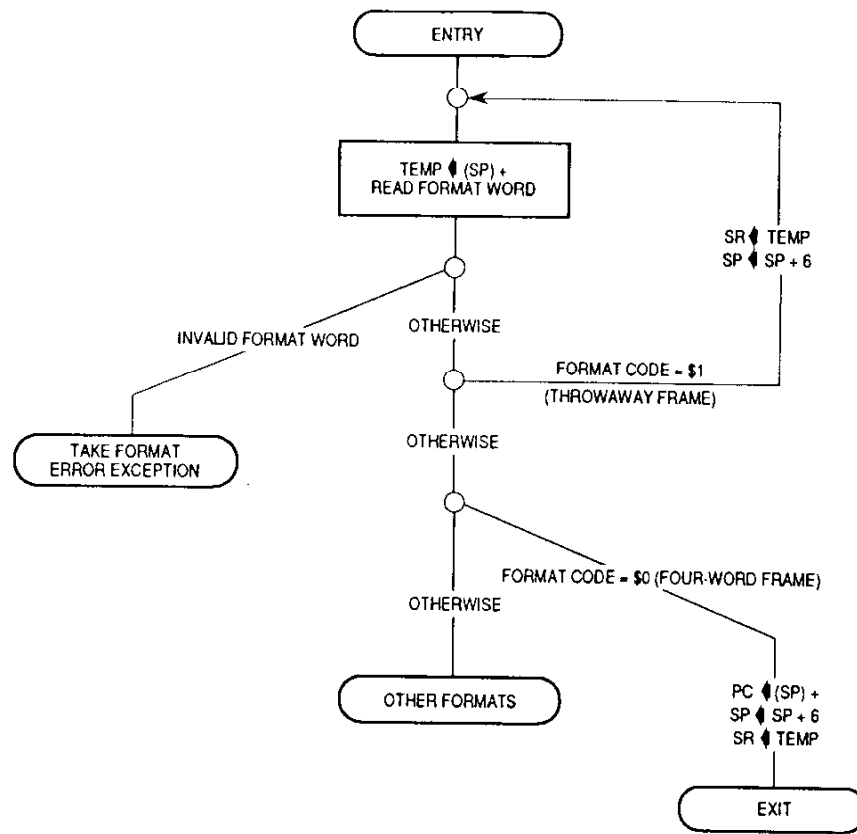 ENTRY
TEMP ◄ (SP) +
READ FORMAT WORD
SR ◄ TEMP
SP ◄ SP + 6
OTHERWISE
INVALID FORMAT WORD
FORMAT CODE = $1
(THROWAWAY FRAME)
TAKE FORMAT
ERROR EXCEPTION
OTHERWISE
FORMAT CODE = $0 (FOUR-WORD FRAME)
OTHERWISE
OTHER FORMATS
PC ◄ (SP) +
SP ◄ SP + 6
SR ◄ TEMP
EXIT